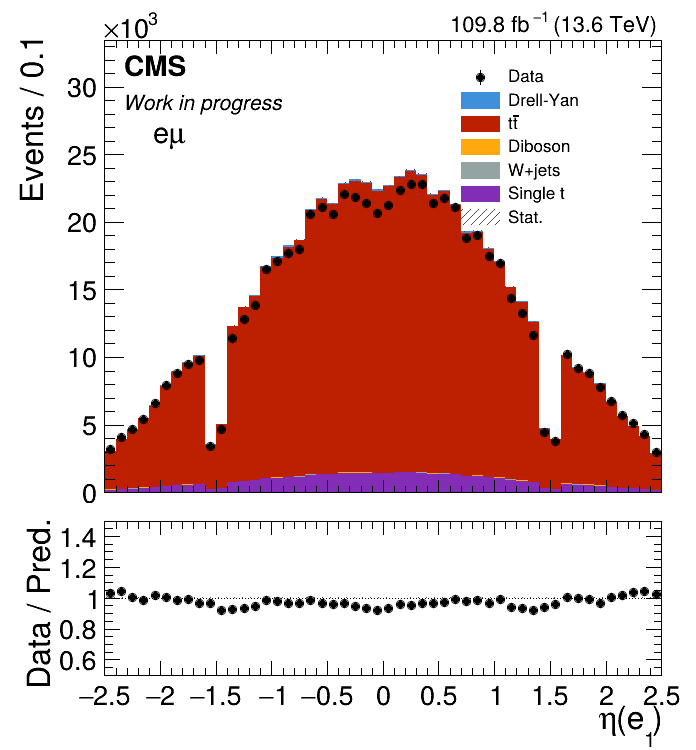 ×10³
109.8 fb⁻¹ (13.6 TeV)
Events / 0.1
CMS
Work in progress
eμ
Data
Drell-Yan
tt̄
Diboson
W+jets
Single t
Stat.
30
25
20
15
10
5
0
Data / Pred.
1.4
1.2
1
0.8
0.6
−2.5 −2 −1.5 −1 −0.5 0 0.5 1 1.5 2 2.5
η(e₁)